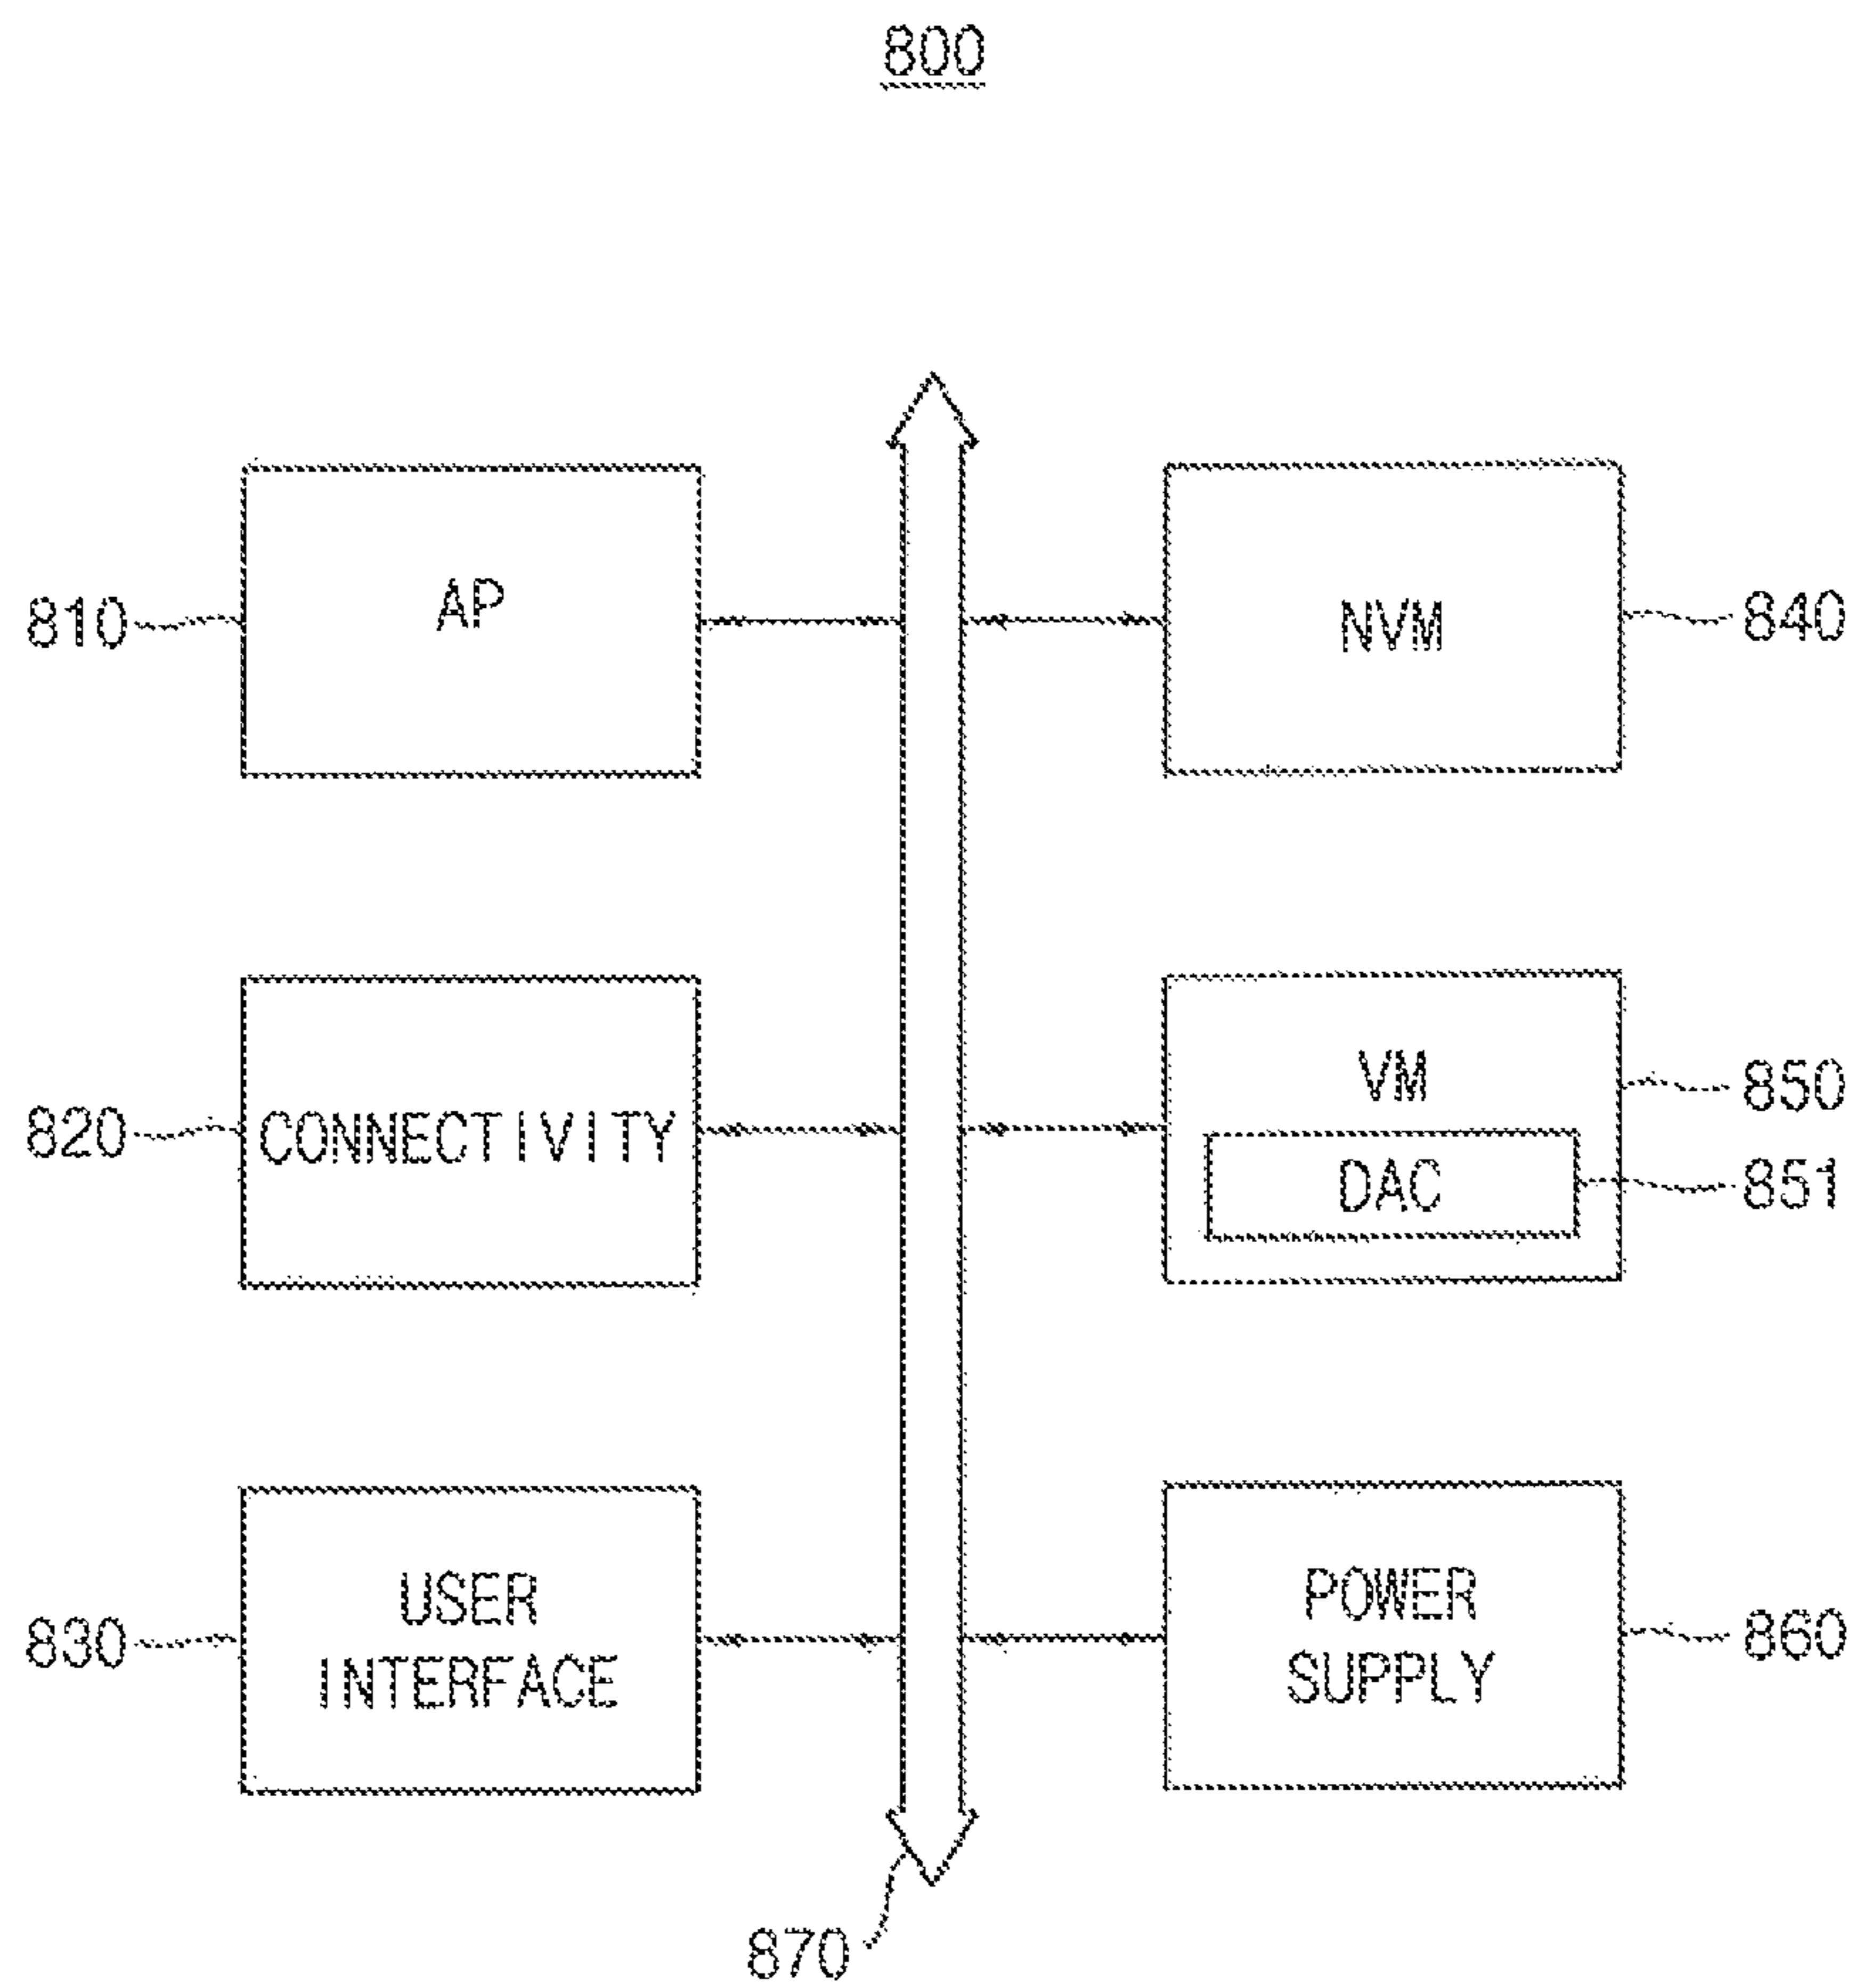 800
810
AP
NVM
840
820
CONNECTIVITY
VM
850
DAC
851
830
USER
INTERFACE
POWER
SUPPLY
860
870